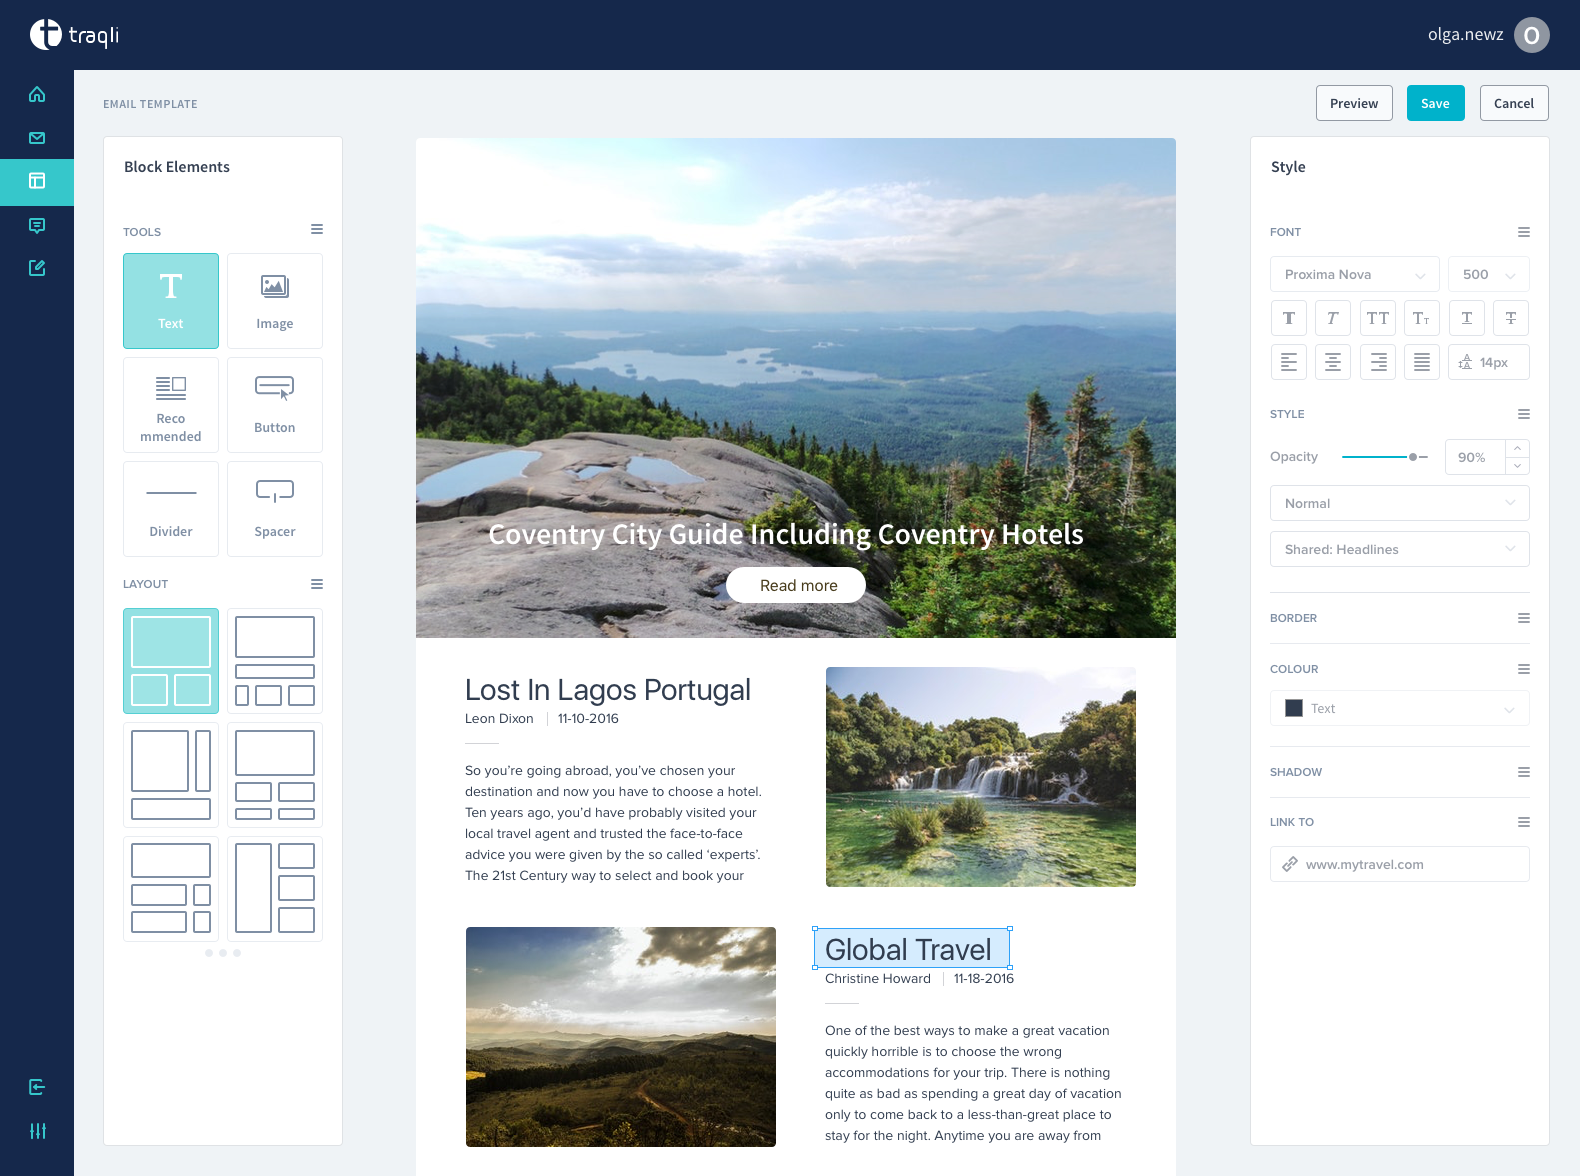 traqli
olga.newz
O
EMAIL TEMPLATE
Preview
Save
Cancel
Block Elements
TOOLS
T
Text
Image
Reco
mmended
Button
Divider
Spacer
LAYOUT
Coventry City Guide Including Coventry Hotels
Read more
Lost In Lagos Portugal
Leon Dixon
11-10-2016
So you’re going abroad, you’ve chosen your
destination and now you have to choose a hotel.
Ten years ago, you’d have probably visited your
local travel agent and trusted the face-to-face
advice you were given by the so called ‘experts’.
The 21st Century way to select and book your
Global Travel
Christine Howard
11-18-2016
One of the best ways to make a great vacation
quickly horrible is to choose the wrong
accommodations for your trip. There is nothing
quite as bad as spending a great day of vacation
only to come back to a less-than-great place to
stay for the night. Anytime you are away from
Style
FONT
Proxima Nova
500
T T TT TT T T
14px
STYLE
Opacity
90%
Normal
Shared: Headlines
BORDER
COLOUR
Text
SHADOW
LINK TO
www.mytravel.com